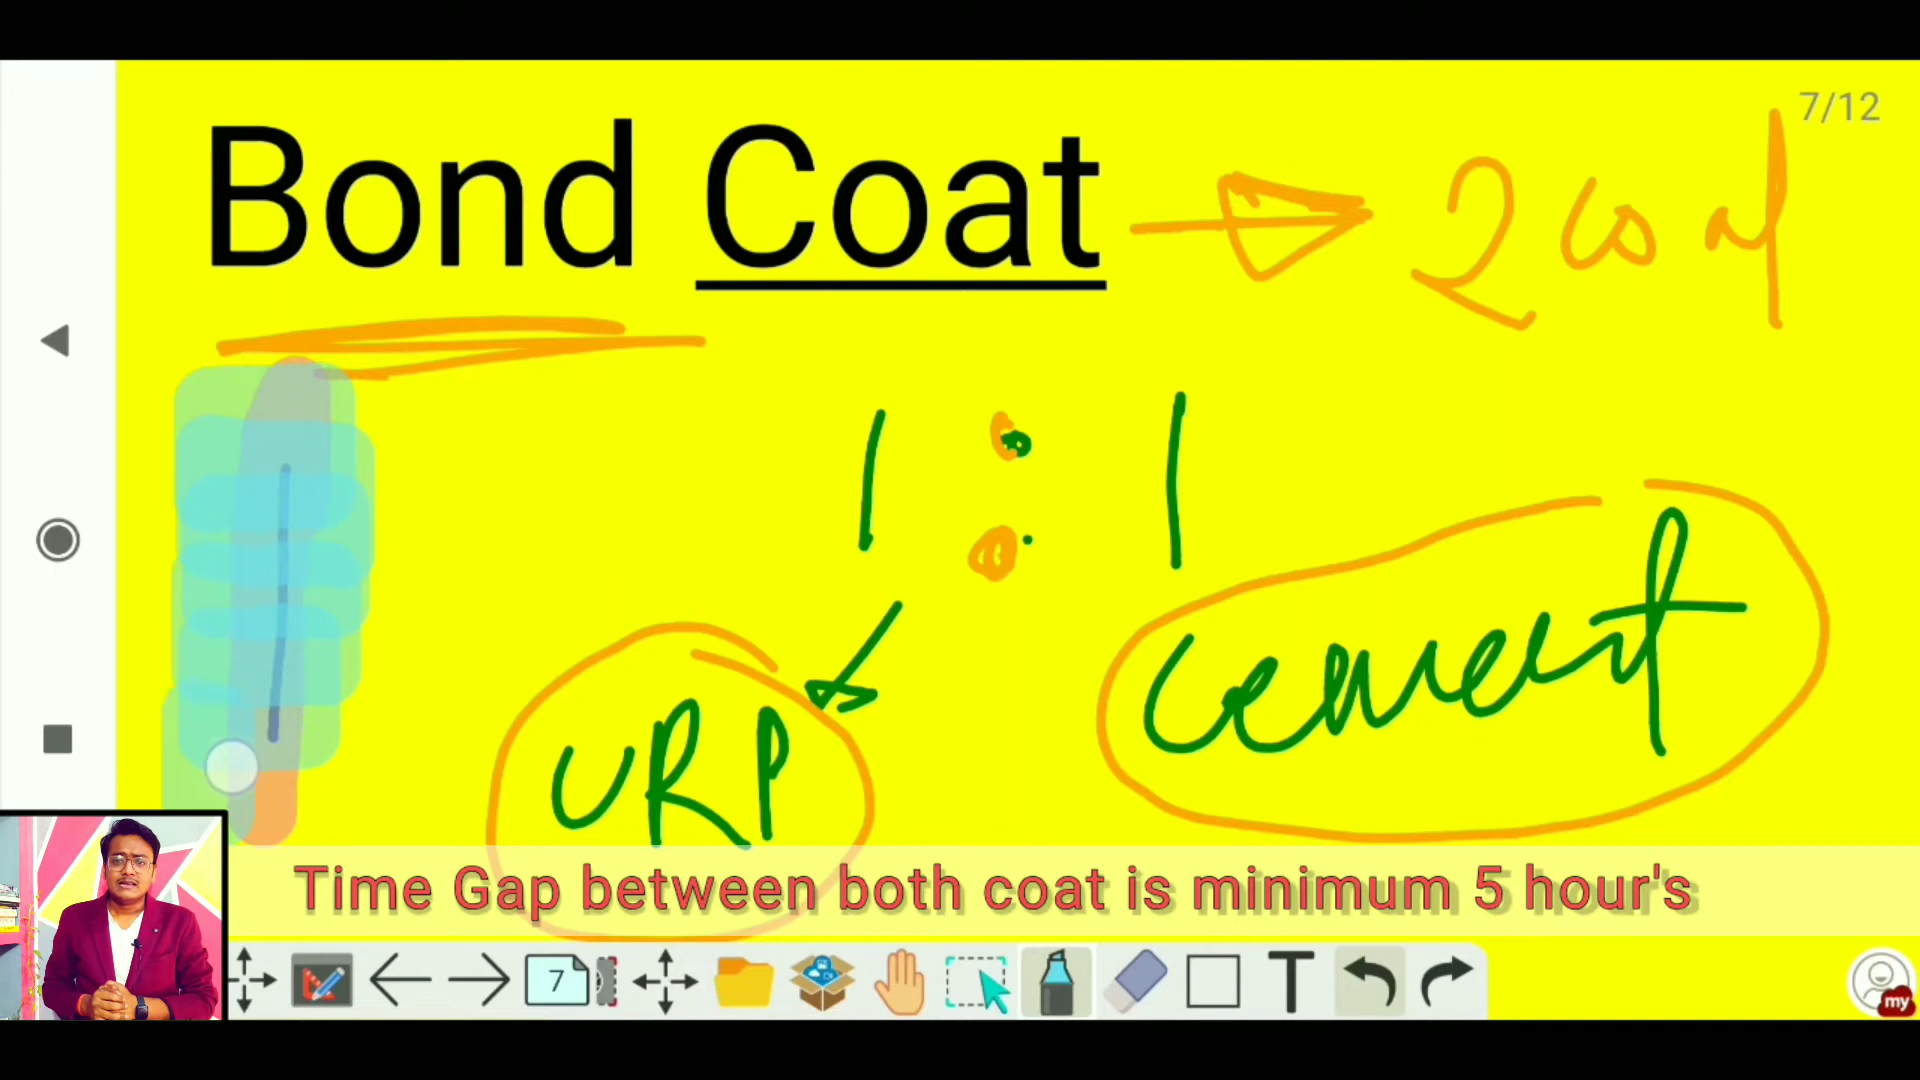 7/12
Bond Coat 2 coat
1 : 1
URP cement
Time Gap between both coat is minimum 5 hour's
7 T
my